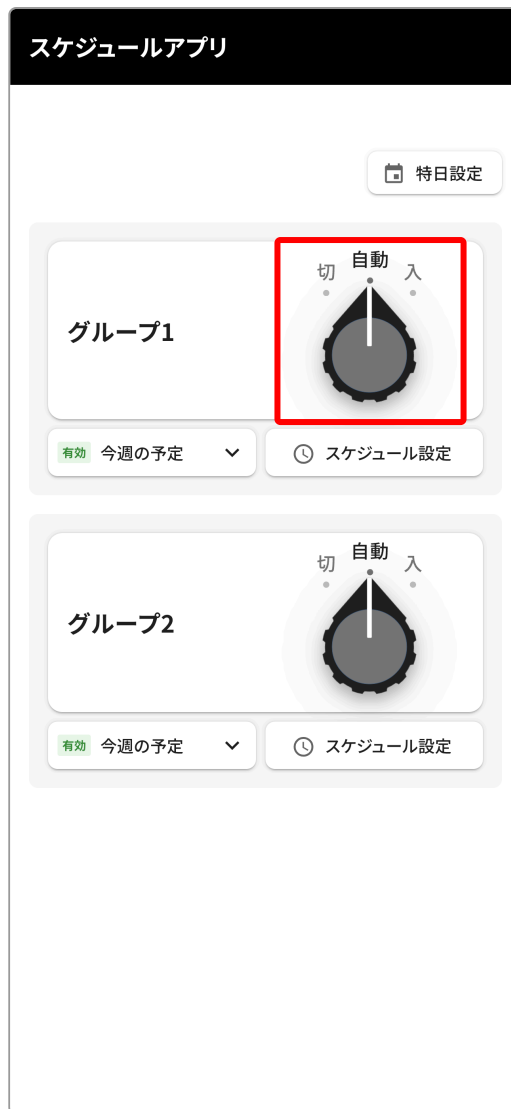 スケジュールアプリ
特日設定
グループ1
切 自動 入
有効 今週の予定
スケジュール設定
グループ2
切 自動 入
有効 今週の予定
スケジュール設定